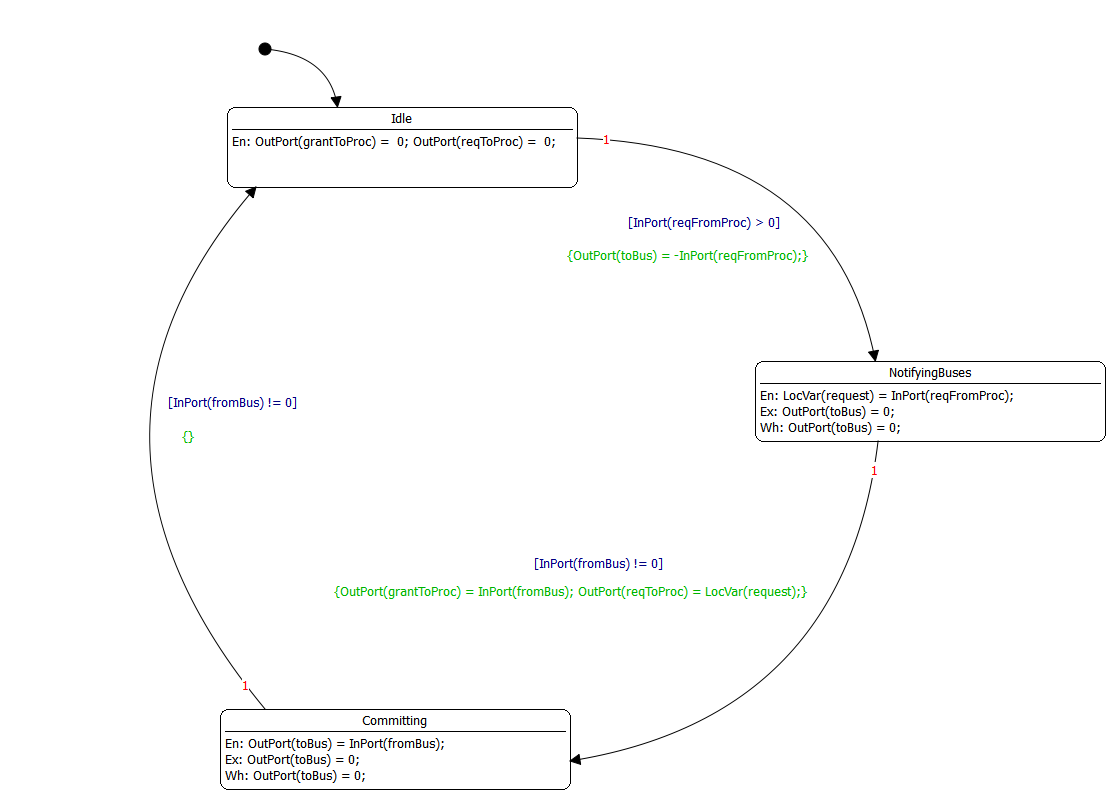 Idle
En: OutPort(grantToProc) =  0; OutPort(reqToProc) =  0;
1
[InPort(reqFromProc) > 0]
{OutPort(toBus) = -InPort(reqFromProc);}
NotifyingBuses
En: LocVar(request) = InPort(reqFromProc);
Ex: OutPort(toBus) = 0;
Wh: OutPort(toBus) = 0;
[InPort(fromBus) != 0]
{}
1
[InPort(fromBus) != 0]
{OutPort(grantToProc) = InPort(fromBus); OutPort(reqToProc) = LocVar(request);}
1
Committing
En: OutPort(toBus) = InPort(fromBus);
Ex: OutPort(toBus) = 0;
Wh: OutPort(toBus) = 0;